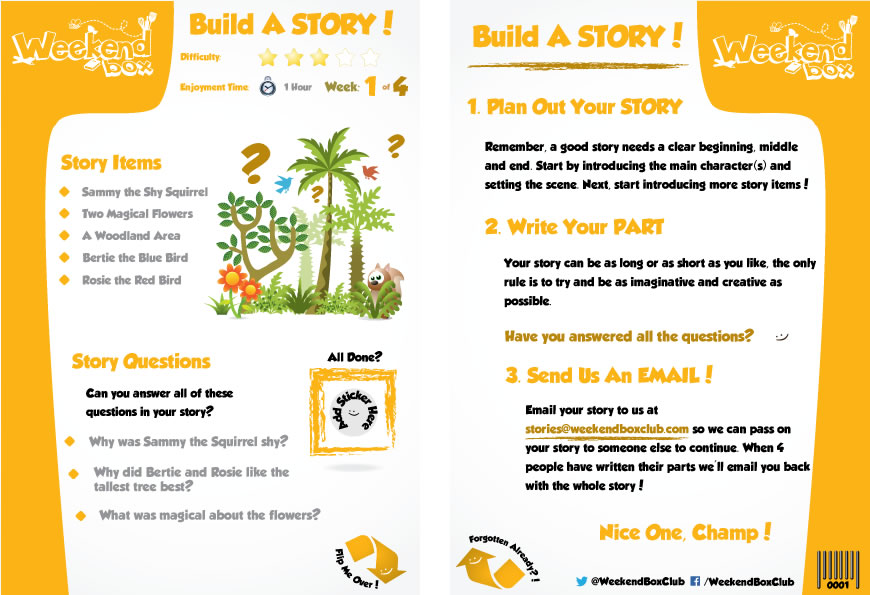 Weekend
BOX
Build A STORY!
Difficulty:
Enjoyment Time: 1 Hour Week: 1 of 4
Story Items
Sammy the Shy Squirrel
Two Magical Flowers
A Woodland Area
Bertie the Blue Bird
Rosie the Red Bird
? ? ?
Story Questions
Can you answer all of these
questions in your story?
Why was Sammy the Squirrel shy?
Why did Bertie and Rosie like the
tallest tree best?
What was magical about the flowers?
All Done?
Add Sticker Here
Flip Me Over!
Build A STORY!
Weekend
BOX
1. Plan Out Your STORY
Remember, a good story needs a clear beginning, middle
and end. Start by introducing the main character(s) and
setting the scene. Next, start introducing more story items!
2. Write Your PART
Your story can be as long or as short as you like, the only
rule is to try and be as imaginative and creative as
possible.
Have you answered all the questions?
3. Send Us An EMAIL!
Email your story to us at
stories@weekendboxclub.com so we can pass on
your story to someone else to continue. When 4
people have written their parts we'll email you back
with the whole story!
Nice One, Champ!
Forgotten Already?!
@WeekendBoxClub /WeekendBoxClub
0001